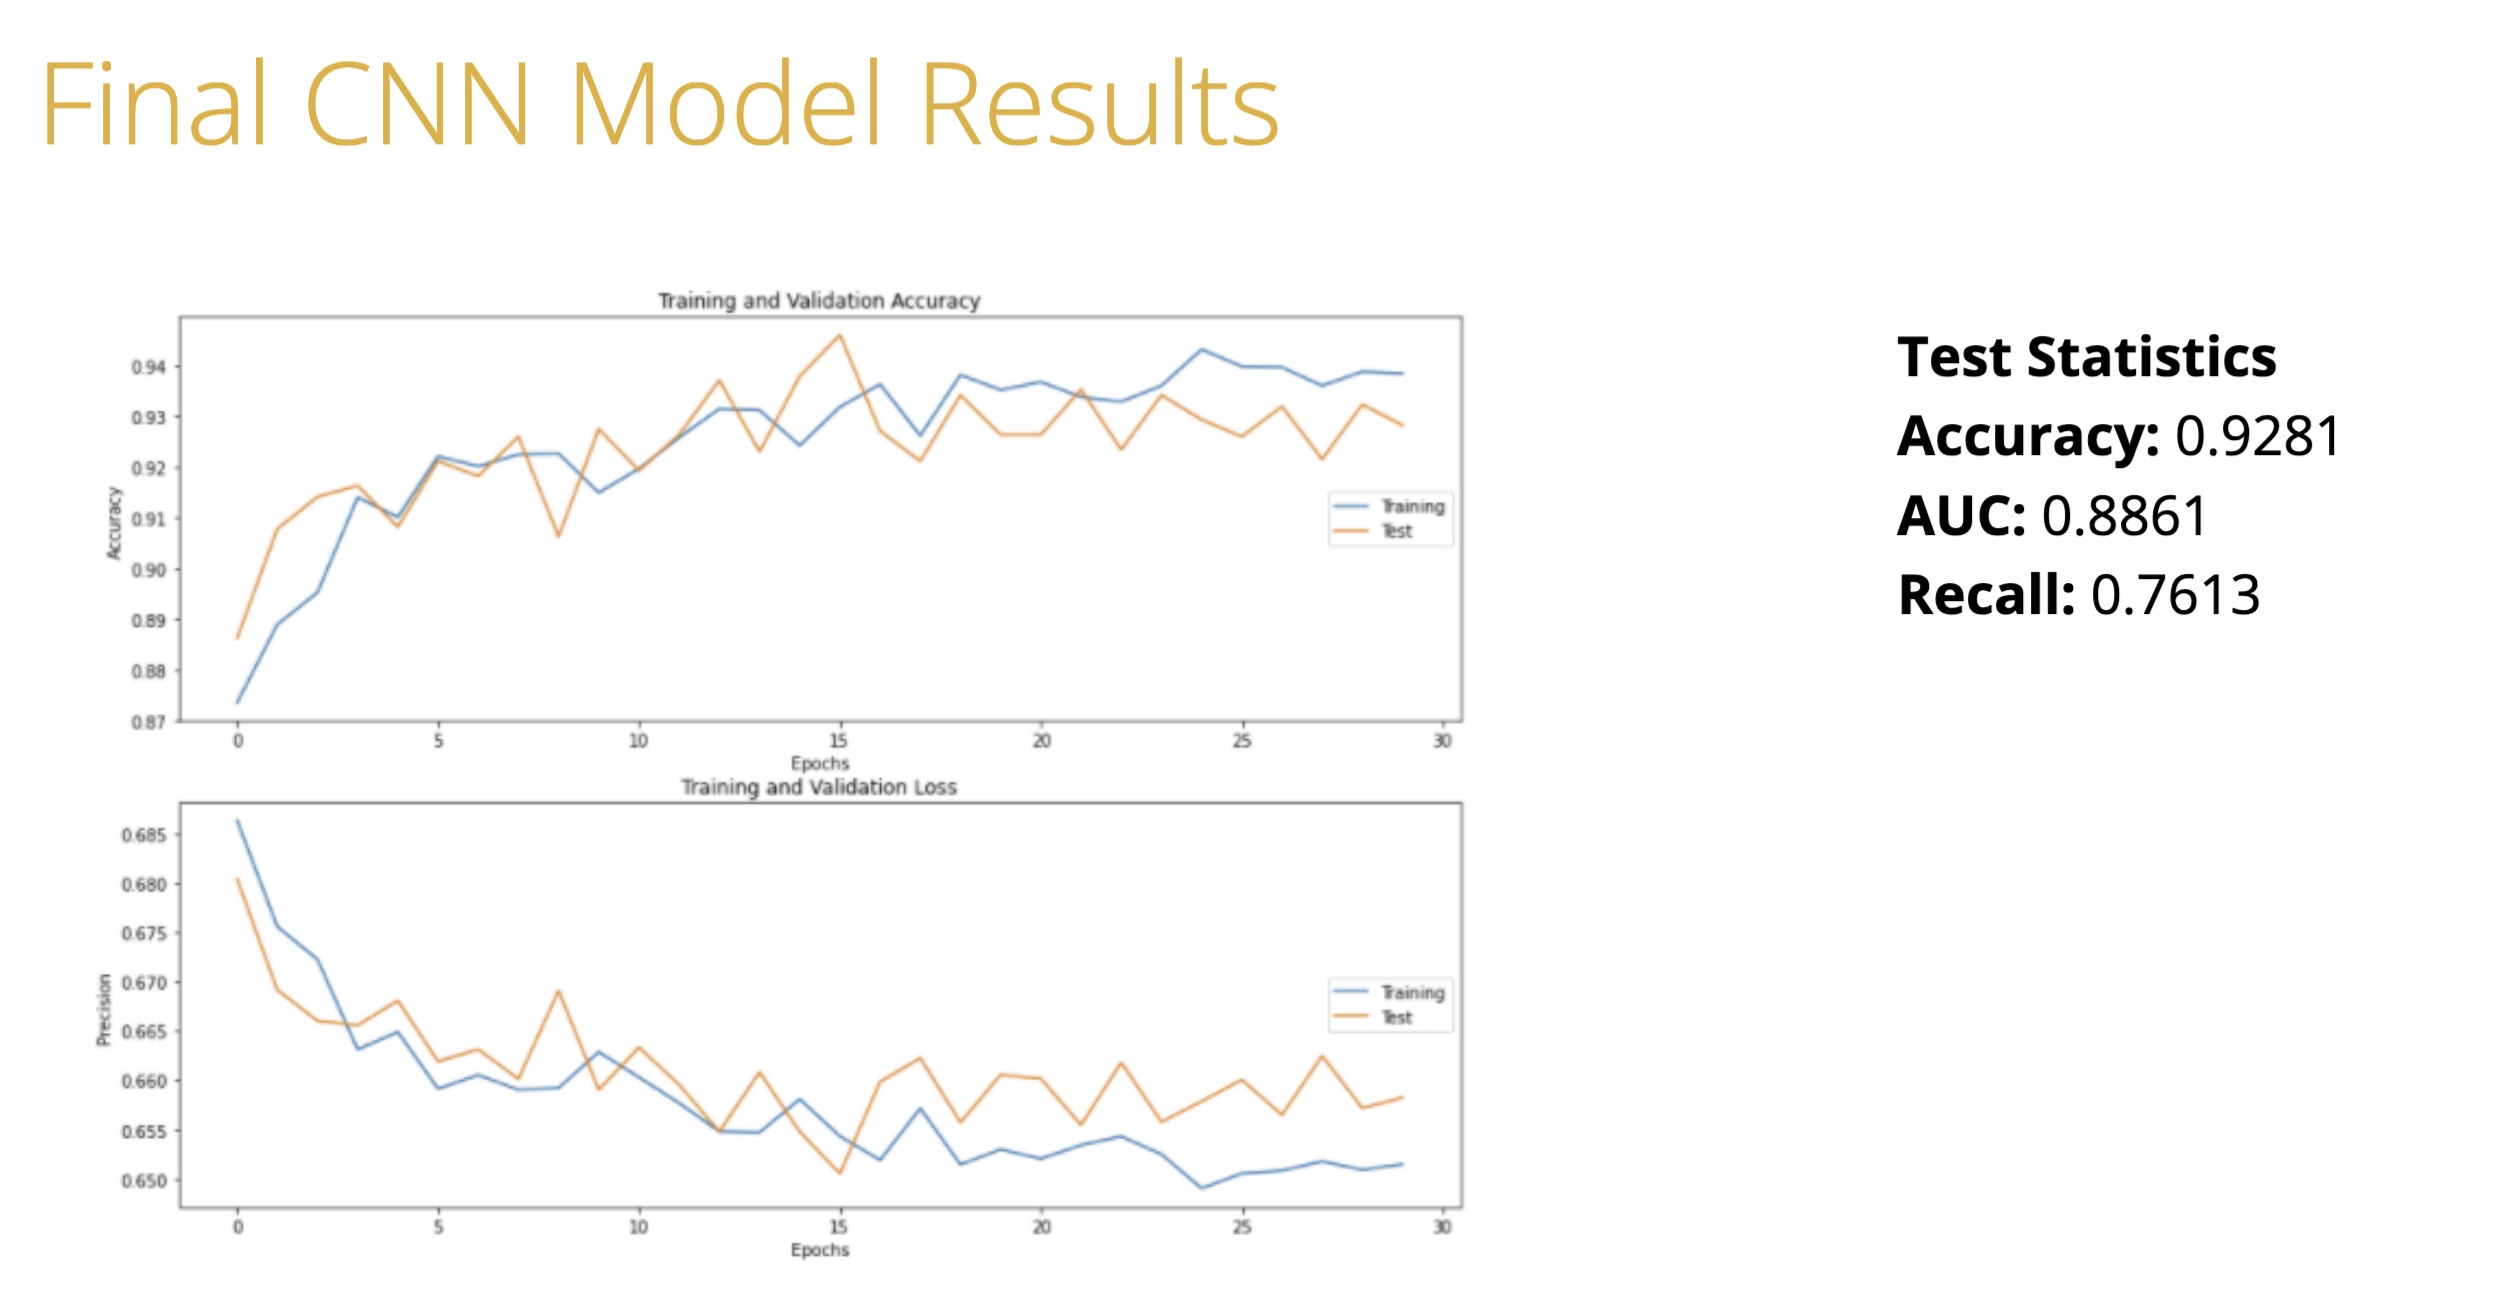 Final CNN Model Results
Training and Validation Accuracy
Accuracy
0.94
0.93
0.92
0.91
0.90
0.89
0.88
0.87
Training
Test
0 5 10 15 20 25 30
Epochs
Training and Validation Loss
Precision
0.685
0.680
0.675
0.670
0.665
0.660
0.655
0.650
Training
Test
0 5 10 15 20 25 30
Epochs
Test Statistics
Accuracy: 0.9281
AUC: 0.8861
Recall: 0.7613